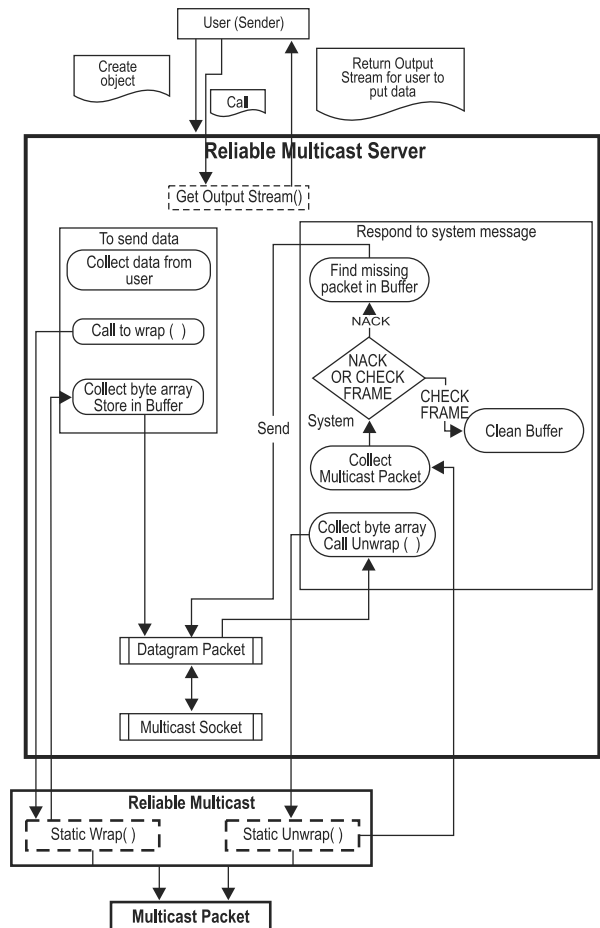 User (Sender)
Create
object
Call
Return Output
Stream for user to
put data
Reliable Multicast Server
Get Output Stream()
To send data
Collect data from
user
Call to wrap ( )
Collect byte array
Store in Buffer
Respond to system message
Find missing
packet in Buffer
NACK
NACK
OR CHECK
FRAME
CHECK
FRAME
Clean Buffer
System
Send
Collect
Multicast Packet
Collect byte array
Call Unwrap ( )
Datagram Packet
Multicast Socket
Reliable Multicast
Static Wrap( )
Static Unwrap( )
Multicast Packet